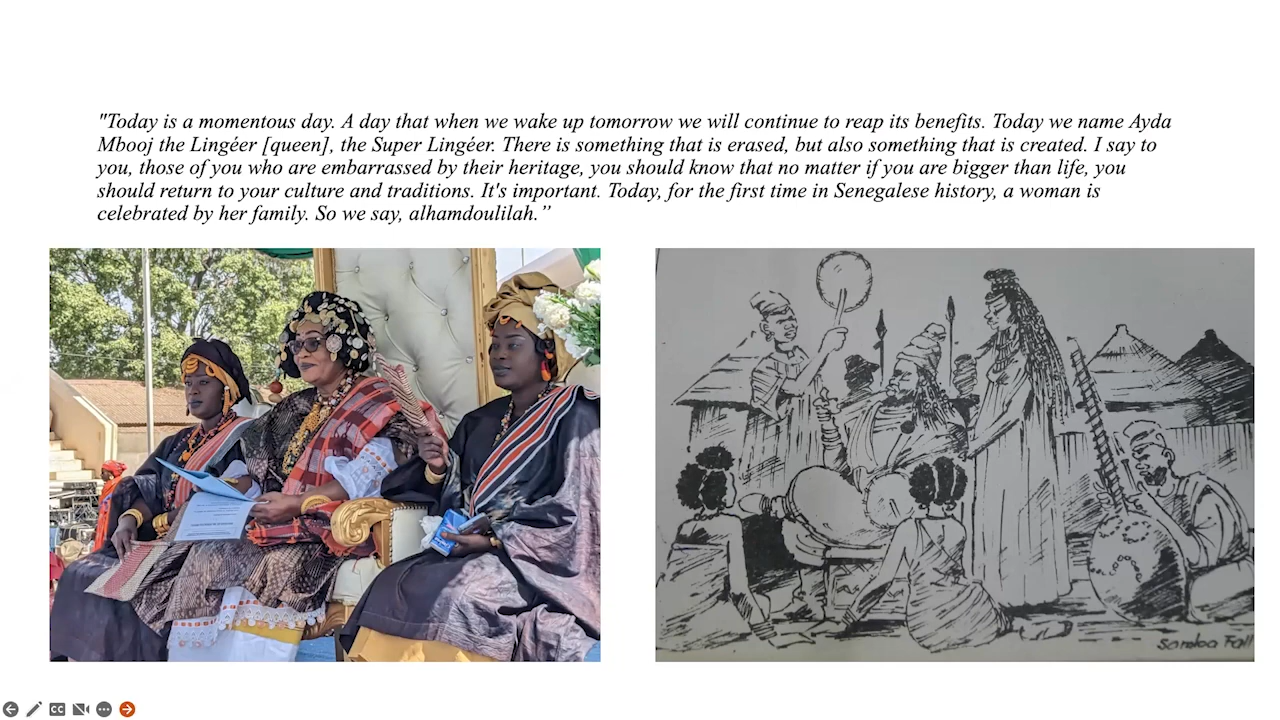 "Today is a momentous day. A day that when we wake up tomorrow we will continue to reap its benefits. Today we name Ayda
Mbooj the Lingéer [queen], the Super Lingéer. There is something that is erased, but also something that is created. I say to
you, those of you who are embarrassed by their heritage, you should know that no matter if you are bigger than life, you
should return to your culture and traditions. It's important. Today, for the first time in Senegalese history, a woman is
celebrated by her family. So we say, alhamdoulilah.”
Samba Fall
CC